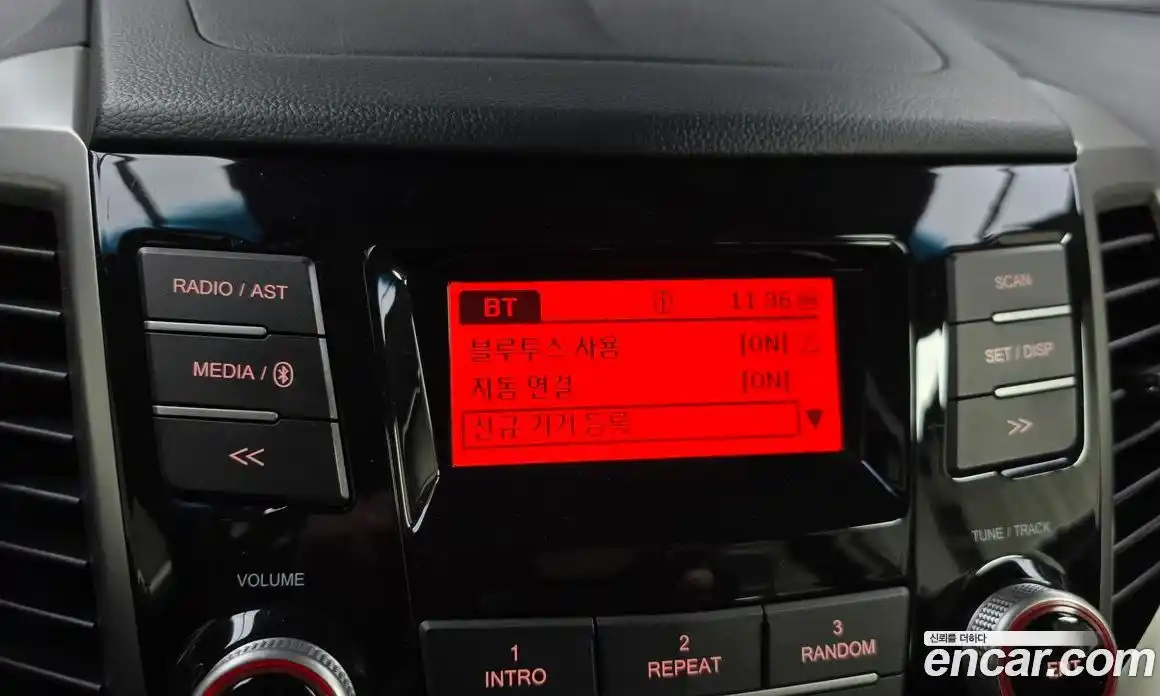 RADIO / AST
MEDIA /
<<
VOLUME
BT
블루투스 사용 [ON]
자동 연결 [ON]
신규 기기 등록
SCAN
SET / DISP
>>
TUNE / TRACK
1
INTRO
2
REPEAT
3
RANDOM
신뢰를 더하다
encar.com